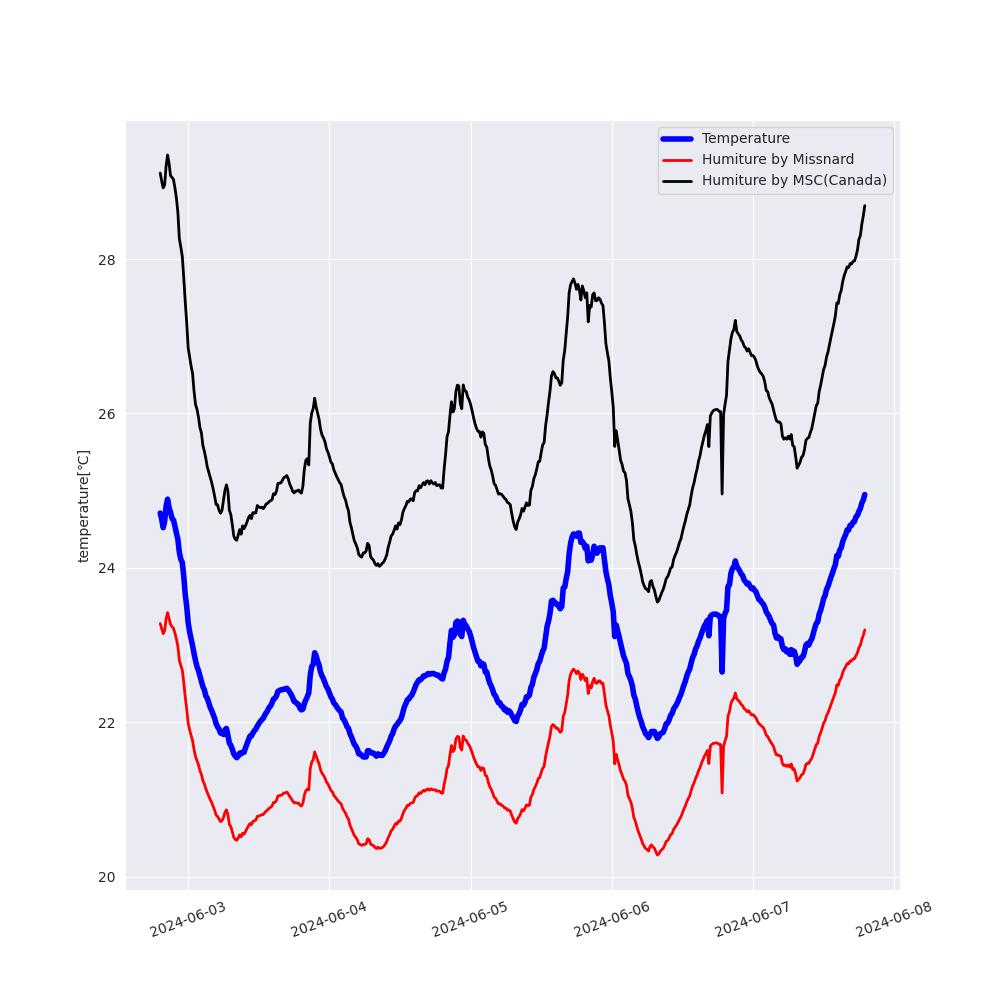 Temperature
Humiture by Missnard
Humiture by MSC(Canada)
28
26
24
22
20
temperature[℃]
2024-06-03
2024-06-04
2024-06-05
2024-06-06
2024-06-07
2024-06-08